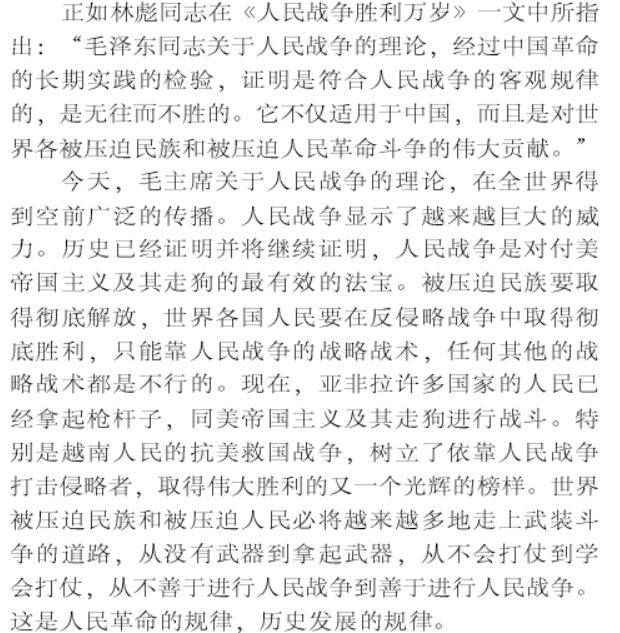 正如林彪同志在《人民战争胜利万岁》一文中所指
出：“毛泽东同志关于人民战争的理论，经过中国革命
的长期实践的检验，证明是符合人民战争的客观规律
的，是无往而不胜的。它不仅适用于中国，而且是对世
界各被压迫民族和被压迫人民革命斗争的伟大贡献。”
今天，毛主席关于人民战争的理论，在全世界得
到空前广泛的传播。人民战争显示了越来越巨大的威
力。历史已经证明并将继续证明，人民战争是对付美
帝国主义及其走狗的最有效的法宝。被压迫民族要取
得彻底解放，世界各国人民要在反侵略战争中取得彻
底胜利，只能靠人民战争的战略战术，任何其他的战
略战术都是不行的。现在，亚非拉许多国家的人民已
经拿起枪杆子，同美帝国主义及其走狗进行战斗。特
别是越南人民的抗美救国战争，树立了依靠人民战争
打击侵略者，取得伟大胜利的又一个光辉的榜样。世界
被压迫民族和被压迫人民必将越来越多地走上武装斗
争的道路，从没有武器到拿起武器，从不会打仗到学
会打仗，从不善于进行人民战争到善于进行人民战争。
这是人民革命的规律，历史发展的规律。